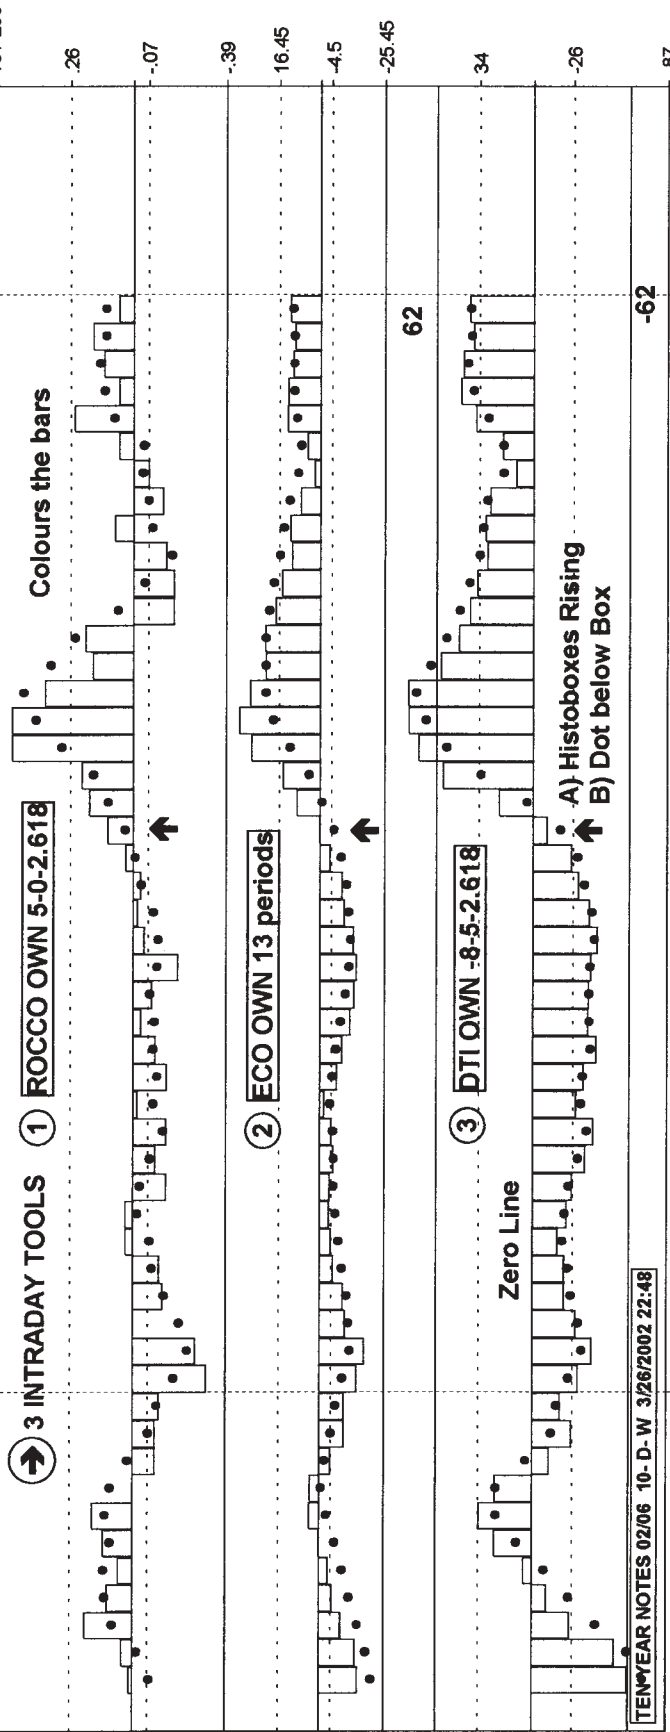 → 3 INTRADAY TOOLS
1 ROCCO OWN 5-0-2.618
Colours the bars
.26
-.07
-.39
2 ECO OWN 13 periods
16.45
-4.5
-25.45
3 DTI OWN -8-5-2.618
62
34
Zero Line
A) Histoboxes Rising
B) Dot below Box
-26
-62
TEN YEAR NOTES 02/06 10- D- W 3/26/2002 22:48